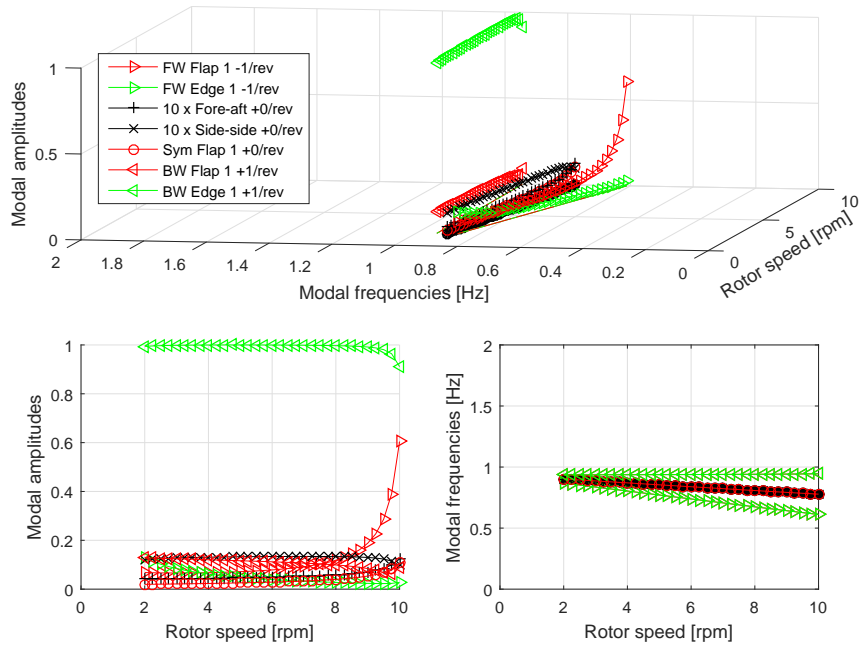 Modal amplitudes
1
0.5
0
FW Flap 1 -1/rev
FW Edge 1 -1/rev
10 x Fore-aft +0/rev
10 x Side-side +0/rev
Sym Flap 1 +0/rev
BW Flap 1 +1/rev
BW Edge 1 +1/rev
2
1.8
1.6
1.4
1.2
1
0.8
0.6
0.4
0.2
0
Modal frequencies [Hz]
0
5
10
Rotor speed [rpm]
Modal amplitudes
1
0.8
0.6
0.4
0.2
0
0 2 4 6 8 10
Rotor speed [rpm]
Modal frequencies [Hz]
2
1.5
1
0.5
0
0 2 4 6 8 10
Rotor speed [rpm]